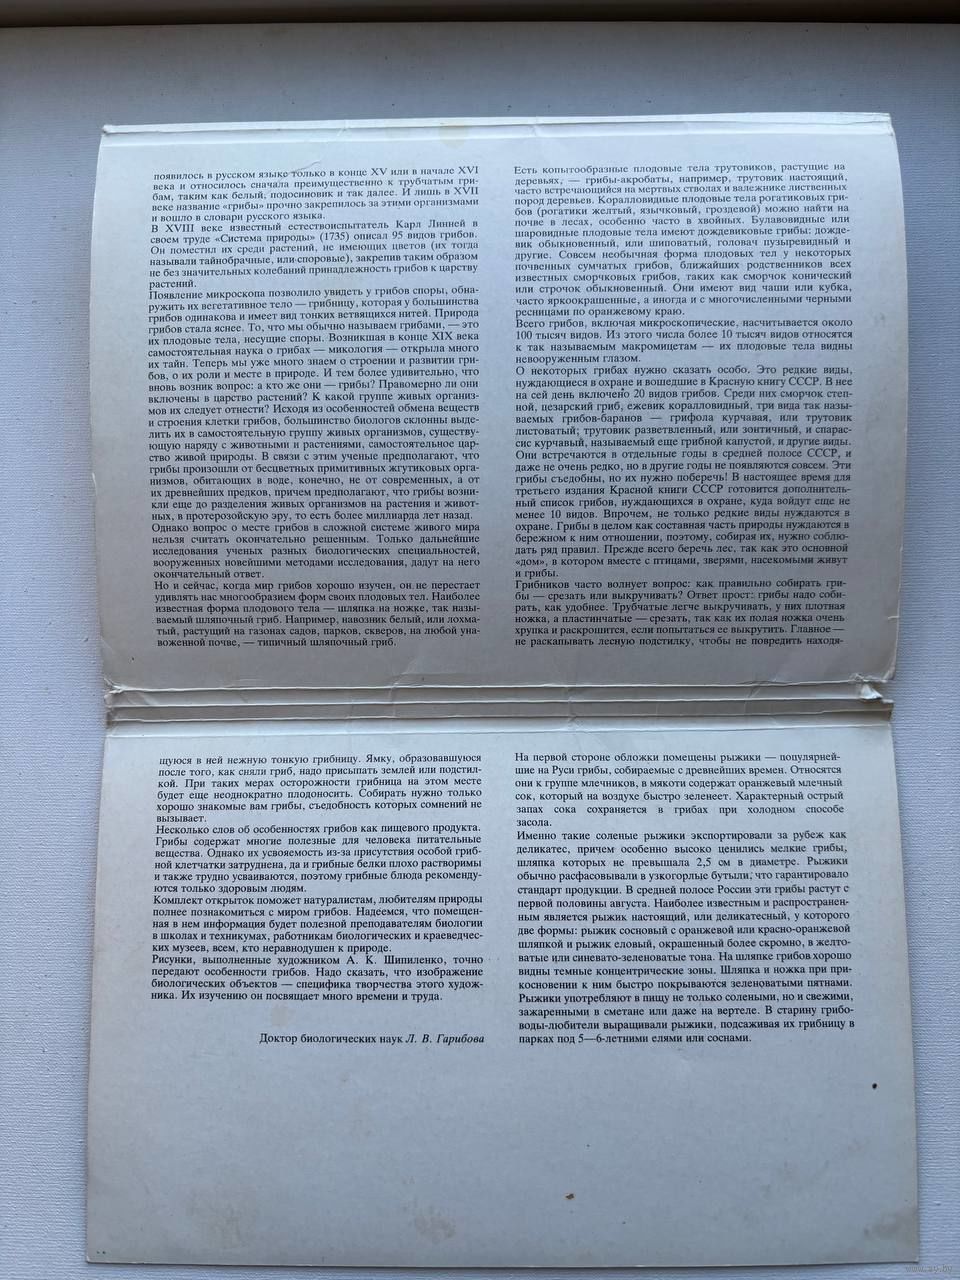 появилось в русском языке только в конце XV или в начале XVI
века и относилось сначала преимущественно к трубчатым гри-
бам, таким как белый, подосиновик и так далее. И лишь в XVII
веке название «грибы» прочно закрепилось за этими организмами
и вошло в словари русского языка.
В XVIII веке известный естествоиспытатель Карл Линней в
своем труде «Система природы» (1735) описал 95 видов грибов.
Он поместил их среди растений, не имеющих цветов (их тогда
называли тайнобрачные, или споровые), закрепив таким образом
не без значительных колебаний принадлежность грибов к царству
растений.
Появление микроскопа позволило увидеть у грибов споры, обна-
ружить их вегетативное тело — грибницу, которая у большинства
грибов одинакова и имеет вид тонких ветвящихся нитей. Природа
грибов стала яснее. То, что мы обычно называем грибами, — это
их плодовые тела, несущие споры. Возникшая в конце XIX века
самостоятельная наука о грибах — микология — открыла много
их тайн. Теперь мы уже много знаем о строении и развитии гри-
бов, о их роли и месте в природе. И тем более удивительно, что
вновь возник вопрос: а кто же они — грибы? Правомерно ли они
включены в царство растений? К какой группе живых организ-
мов их следует отнести? Исходя из особенностей обмена веществ
и строения клетки грибов, большинство биологов склонны выде-
лить их в самостоятельную группу живых организмов, существу-
ющую наряду с животными и растениями, самостоятельное цар-
ство живой природы. В связи с этим ученые предполагают, что
грибы произошли от бесцветных примитивных жгутиковых орга-
низмов, обитающих в воде, конечно, не от современных, а от
их древнейших предков, причем предполагают, что грибы возни-
кли еще до разделения живых организмов на растения и живот-
ных, в протерозойскую эру, то есть более миллиарда лет назад.
Однако вопрос о месте грибов в сложной системе живого мира
нельзя считать окончательно решенным. Только дальнейшие
исследования ученых разных биологических специальностей,
вооруженных новейшими методами исследования, дадут на него
окончательный ответ.
Но и сейчас, когда мир грибов хорошо изучен, он не перестает
удивлять нас многообразием форм своих плодовых тел. Наиболее
известная форма плодового тела — шляпка на ножке, так назы-
ваемый шляпочный гриб. Например, навозник белый, или лохма-
тый, растущий на газонах садов, парков, скверов, на любой уна-
воженной почве, — типичный шляпочный гриб.
Есть копытообразные плодовые тела трутовиков, растущие на
деревьях, — грибы-акробаты, например, трутовик настоящий,
часто встречающийся на мертвых стволах и валежнике лиственных
пород деревьев. Коралловидные плодовые тела рогатиковых гри-
бов (рогатики желтый, язычковый, гроздевой) можно найти на
почве в лесах, особенно часто в хвойных. Булавовидные или
шаровидные плодовые тела имеют дождевиковые грибы: дожде-
вик обыкновенный, или шиповатый, головач пузыревидный и
другие. Совсем необычная форма плодовых тел у некоторых
почвенных сумчатых грибов, ближайших родственников всех
известных сморчковых грибов, таких как сморчок конический
или строчок обыкновенный. Они имеют вид чаши или кубка,
часто яркоокрашенные, а иногда и с многочисленными черными
ресницами по оранжевому краю.
Всего грибов, включая микроскопические, насчитывается около
100 тысяч видов. Из этого числа более 10 тысяч видов относятся
к так называемым макромицетам — их плодовые тела видны
невооруженным глазом.
О некоторых грибах нужно сказать особо. Это редкие виды,
нуждающиеся в охране и вошедшие в Красную книгу СССР. В нее
на сей день включено 20 видов грибов. Среди них сморчок степ-
ной, цезарский гриб, ежевик коралловидный, три вида так назы-
ваемых грибов-баранов — грифола курчавая, или трутовик
листоватый; трутовик разветвленный, или зонтичный, и спарас-
сис курчавый, называемый еще грибной капустой, и другие виды.
Они встречаются в отдельные годы в средней полосе СССР, и
даже не очень редко, но в другие годы не появляются совсем. Эти
грибы съедобны, но их нужно поберечь! В настоящее время для
третьего издания Красной книги СССР готовится дополнитель-
ный список грибов, нуждающихся в охране, куда войдут еще не
менее 10 видов. Впрочем, не только редкие виды нуждаются в
охране. Грибы в целом как составная часть природы нуждаются в
бережном к ним отношении, поэтому, собирая их, нужно соблю-
дать ряд правил. Прежде всего беречь лес, так как это основной
«дом», в котором вместе с птицами, зверями, насекомыми живут
и грибы.
Грибников часто волнует вопрос: как правильно собирать гри-
бы — срезать или выкручивать? Ответ прост: грибы надо соби-
рать, как удобнее. Трубчатые легче выкручивать, у них плотная
ножка, а пластинчатые — срезать, так как их полая ножка очень
хрупка и раскрошится, если попытаться ее выкрутить. Главное —
не раскапывать лесную подстилку, чтобы не повредить находя-
щуюся в ней нежную тонкую грибницу. Ямку, образовавшуюся
после того, как сняли гриб, надо присыпать землей или подстил-
кой. При таких мерах осторожности грибница на этом месте
будет еще неоднократно плодоносить. Собирать нужно только
хорошо знакомые вам грибы, съедобность которых сомнений не
вызывает.
Несколько слов об особенностях грибов как пищевого продукта.
Грибы содержат многие полезные для человека питательные
вещества. Однако их усвояемость из-за присутствия особой гриб-
ной клетчатки затруднена, да и грибные белки плохо растворимы
и также трудно усваиваются, поэтому грибные блюда рекоменду-
ются только здоровым людям.
Комплект открыток поможет натуралистам, любителям природы
полнее познакомиться с миром грибов. Надеемся, что помещен-
ная в нем информация будет полезной преподавателям биологии
в школах и техникумах, работникам биологических и краеведчес-
ких музеев, всем, кто неравнодушен к природе.
Рисунки, выполненные художником А. К. Шипиленко, точно
передают особенности грибов. Надо сказать, что изображение
биологических объектов — специфика творчества этого худож-
ника. Их изучению он посвящает много времени и труда.
Доктор биологических наук Л. В. Гарибова
На первой стороне обложки помещены рыжики — популярней-
шие на Руси грибы, собираемые с древнейших времен. Относятся
они к группе млечников, в мякоти содержат оранжевый млечный
сок, который на воздухе быстро зеленеет. Характерный острый
запах сока сохраняется в грибах при холодном способе
засола.
Именно такие соленые рыжики экспортировали за рубеж как
деликатес, причем особенно высоко ценились мелкие грибы,
шляпка которых не превышала 2,5 см в диаметре. Рыжики
обычно расфасовывали в узкогорлые бутыли, что гарантировало
стандарт продукции. В средней полосе России эти грибы растут с
первой половины августа. Наиболее известным и распространен-
ным является рыжик настоящий, или деликатесный, у которого
две формы: рыжик сосновый с оранжевой или красно-оранжевой
шляпкой и рыжик еловый, окрашенный более скромно, в желто-
ватые или синевато-зеленоватые тона. На шляпке грибов хорошо
видны темные концентрические зоны. Шляпка и ножка при при-
косновении к ним быстро покрываются зеленоватыми пятнами.
Рыжики употребляют в пищу не только солеными, но и свежими,
зажаренными в сметане или даже на вертеле. В старину грибо-
воды-любители выращивали рыжики, подсаживая их грибницу в
парках под 5—6-летними елями или соснами.
www.ay.by